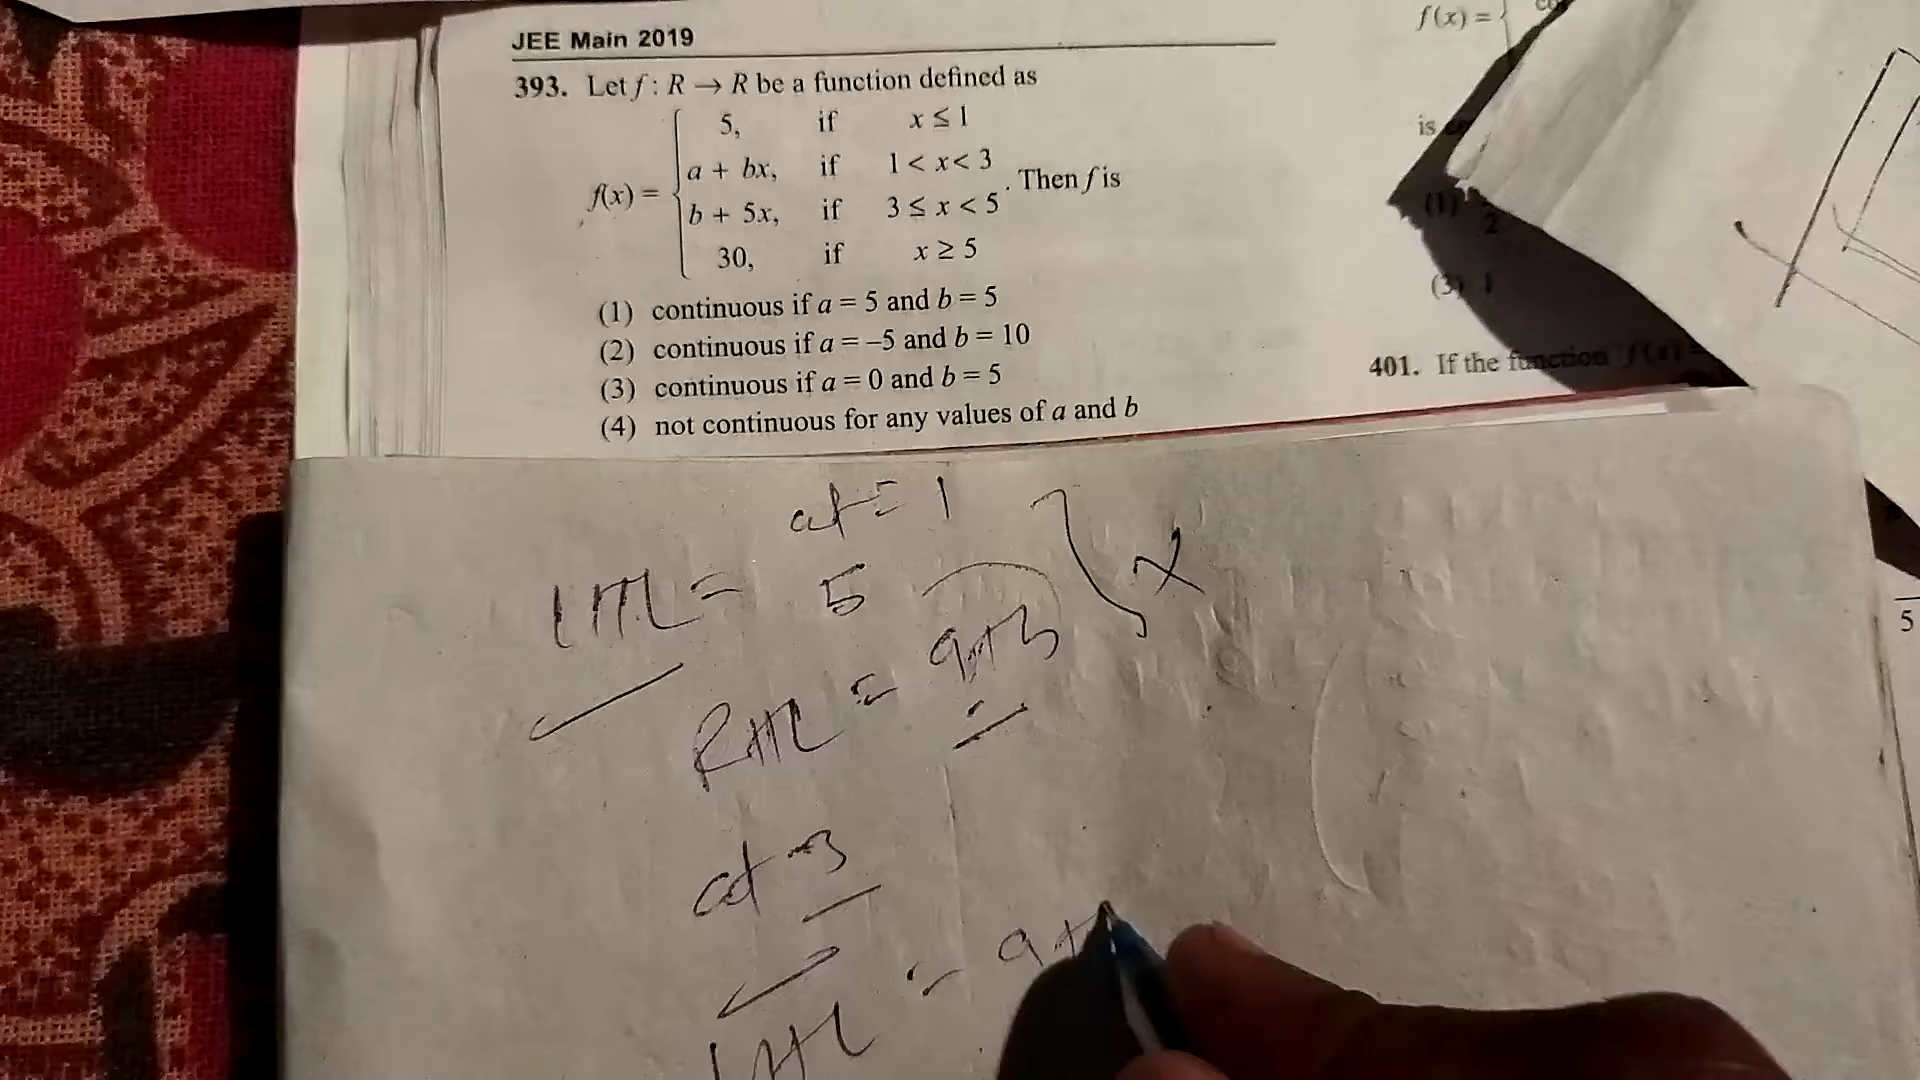 JEE Main 2019
393. Let f : R → R be a function defined as
f(x) = { 5, if x ≤ 1
a + bx, if 1 < x < 3
b + 5x, if 3 ≤ x < 5
30, if x ≥ 5
. Then f is
(1) continuous if a = 5 and b = 5
(2) continuous if a = –5 and b = 10
(3) continuous if a = 0 and b = 5
(4) not continuous for any values of a and b
f(x) =
is
(1)
2
(3) 1
401. If the function f(x) =
5
at = 1
LHL = 5
RHL = a+b
at = 3
LHL = a+